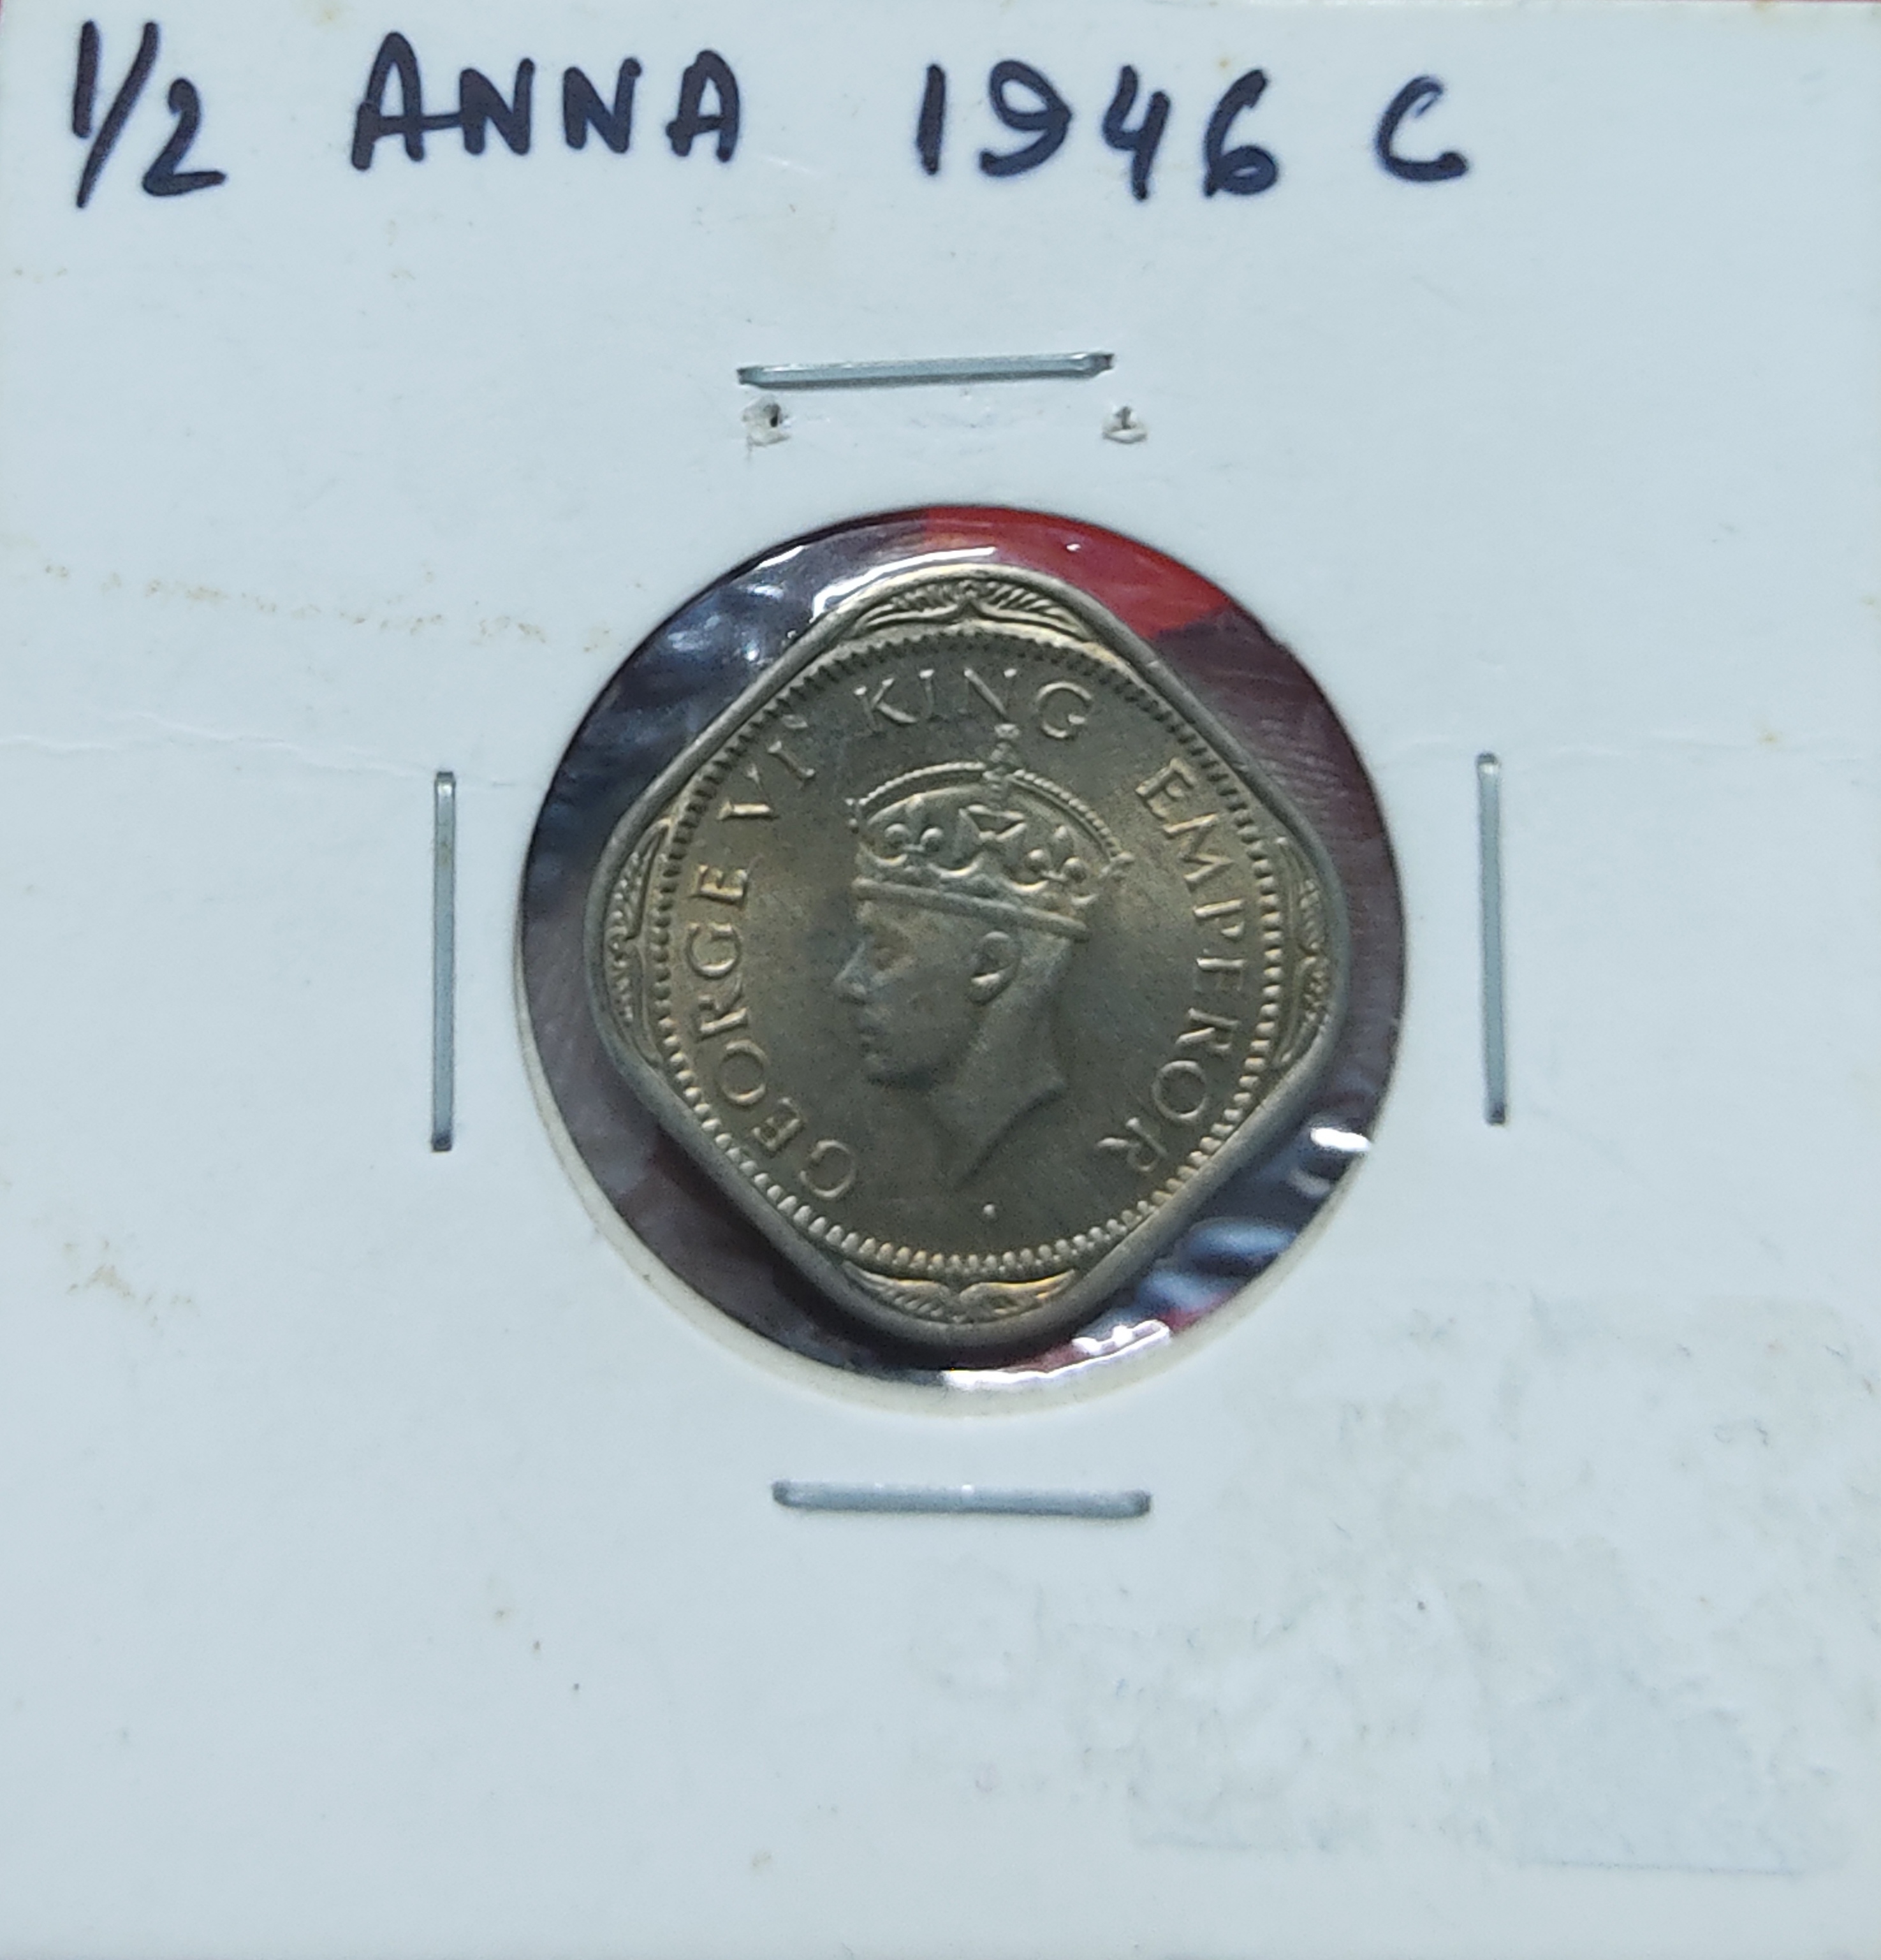 1/2 ANNA 1946 C
GEORGE VI KING EMPEROR